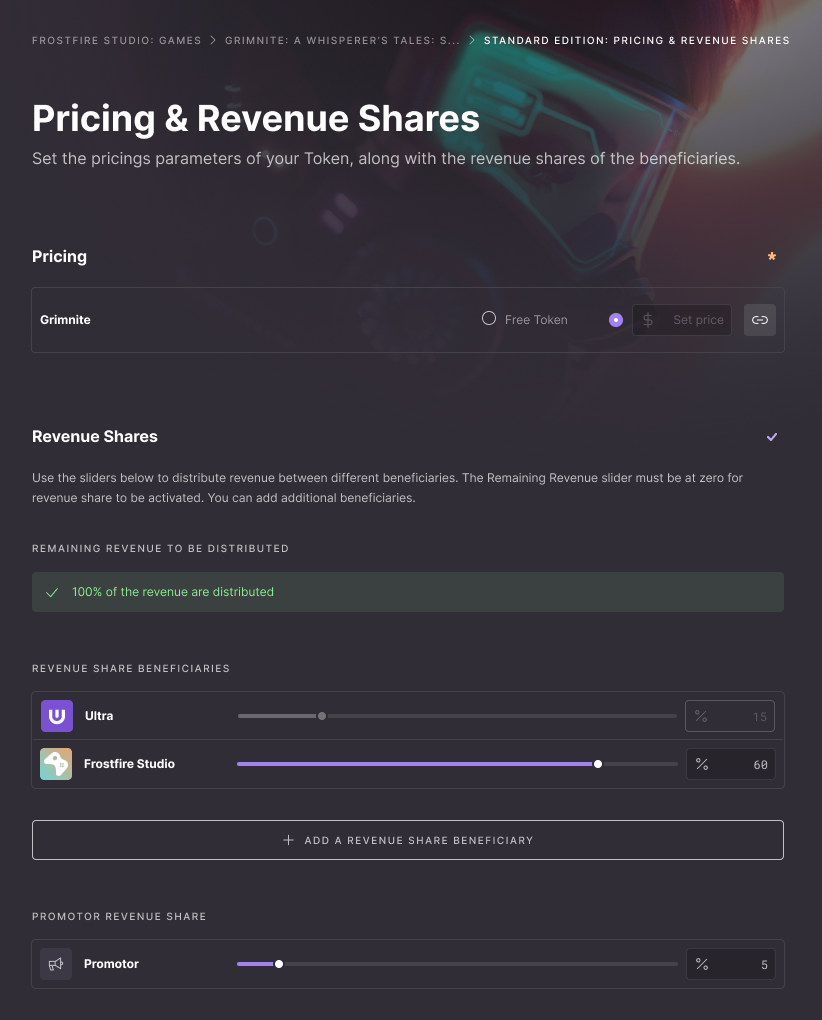 FROSTFIRE STUDIO: GAMES > GRIMNITE: A WHISPERER'S TALES: S... > STANDARD EDITION: PRICING & REVENUE SHARES
Pricing & Revenue Shares
Set the pricings parameters of your Token, along with the revenue shares of the beneficiaries.
Pricing *
Grimnite Free Token $ Set price
Revenue Shares
Use the sliders below to distribute revenue between different beneficiaries. The Remaining Revenue slider must be at zero for
revenue share to be activated. You can add additional beneficiaries.
REMAINING REVENUE TO BE DISTRIBUTED
100% of the revenue are distributed
REVENUE SHARE BENEFICIARIES
Ultra % 15
Frostfire Studio % 60
+ ADD A REVENUE SHARE BENEFICIARY
PROMOTOR REVENUE SHARE
Promotor % 5